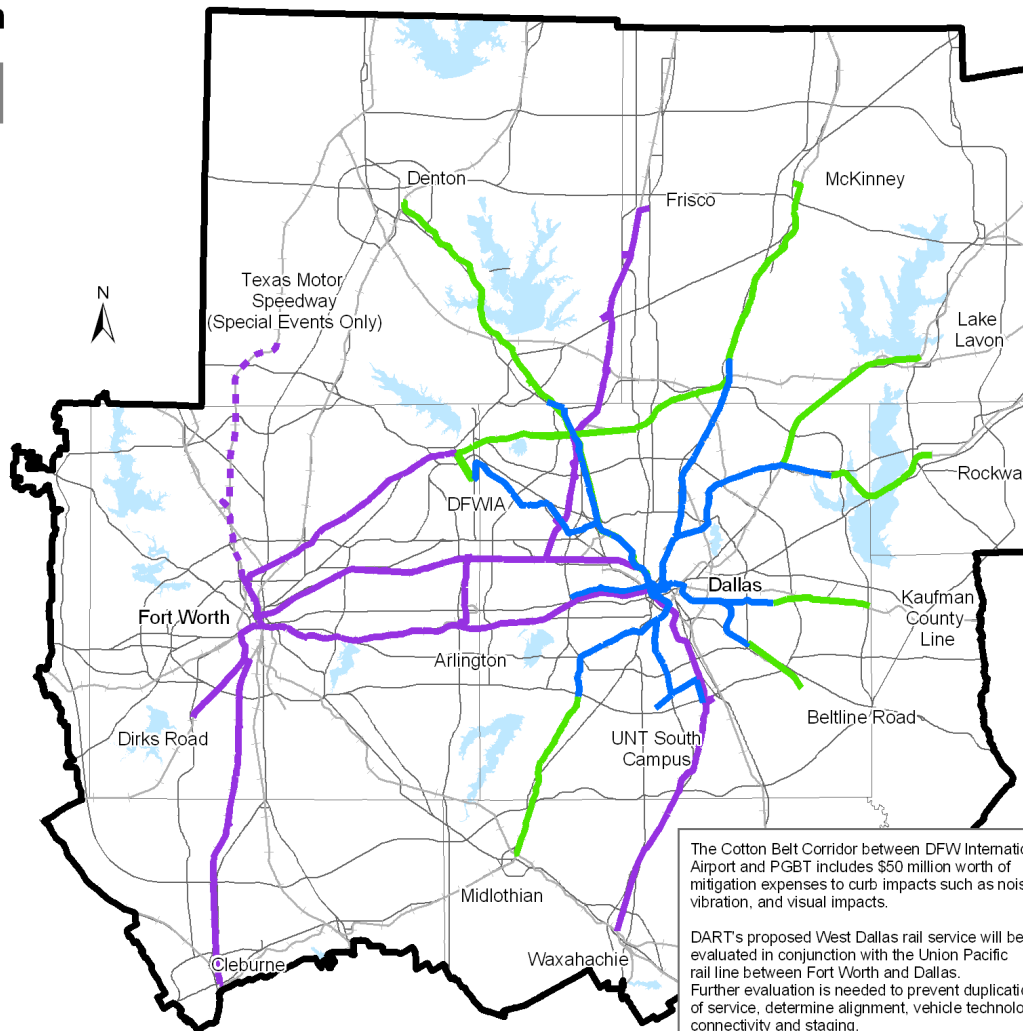 Denton
McKinney
Frisco
Texas Motor
Speedway
(Special Events Only)
N
Lake
Lavon
Rockwa
DFWIA
Dallas
Fort Worth
Kaufman
County
Line
Arlington
Beltline Road
Dirks Road
UNT South
Campus
The Cotton Belt Corridor between DFW Internatio
Airport and PGBT includes $50 million worth of
mitigation expenses to curb impacts such as nois
vibration, and visual impacts.
DART's proposed West Dallas rail service will be
evaluated in conjunction with the Union Pacific
rail line between Fort Worth and Dallas.
Further evaluation is needed to prevent duplicatio
of service, determine alignment, vehicle technolo
connectivity and staging.
Midlothian
Waxahachie
Cleburne